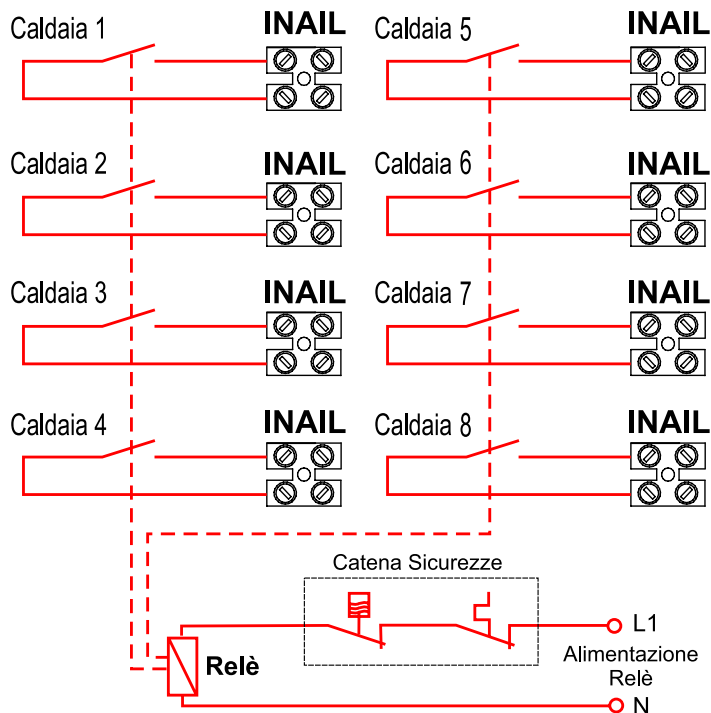 Caldaia 1 INAIL Caldaia 5 INAIL
Caldaia 2 INAIL Caldaia 6 INAIL
Caldaia 3 INAIL Caldaia 7 INAIL
Caldaia 4 INAIL Caldaia 8 INAIL
Catena Sicurezze
L1
Alimentazione
Relè
Relè
N